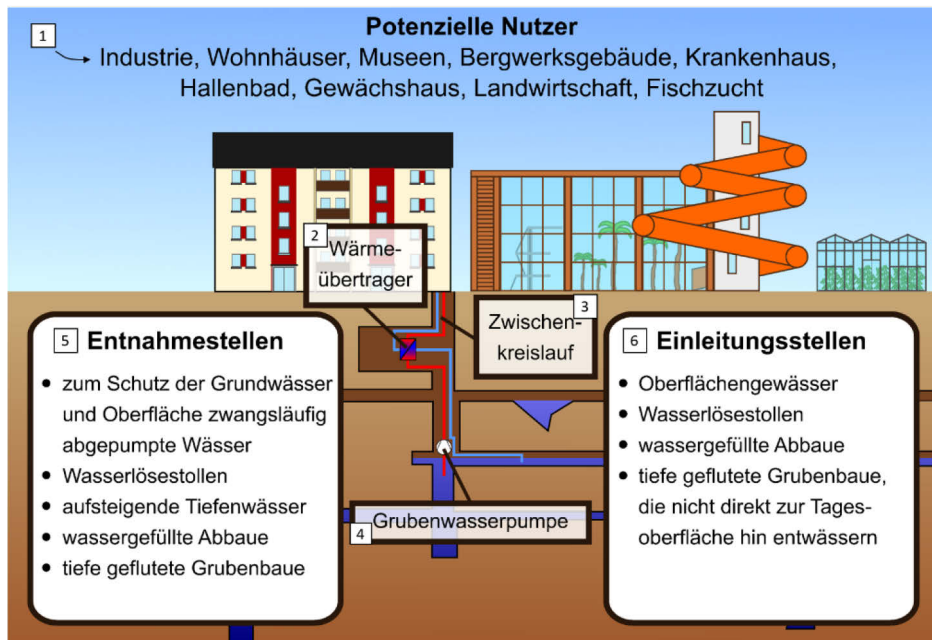 Potenzielle Nutzer
1
Industrie, Wohnhäuser, Museen, Bergwerksgebäude, Krankenhaus,
Hallenbad, Gewächshaus, Landwirtschaft, Fischzucht
2
Wärme-
übertrager
3
Zwischen-
kreislauf
4
Grubenwasserpumpe
5 Entnahmestellen
• zum Schutz der Grundwässer
und Oberfläche zwangsläufig
abgepumpte Wässer
• Wasserlösestollen
• aufsteigende Tiefenwässer
• wassergefüllte Abbaue
• tiefe geflutete Grubenbaue
6 Einleitungsstellen
• Oberflächengewässer
• Wasserlösestollen
• wassergefüllte Abbaue
• tiefe geflutete Grubenbaue,
die nicht direkt zur Tages-
oberfläche hin entwässern